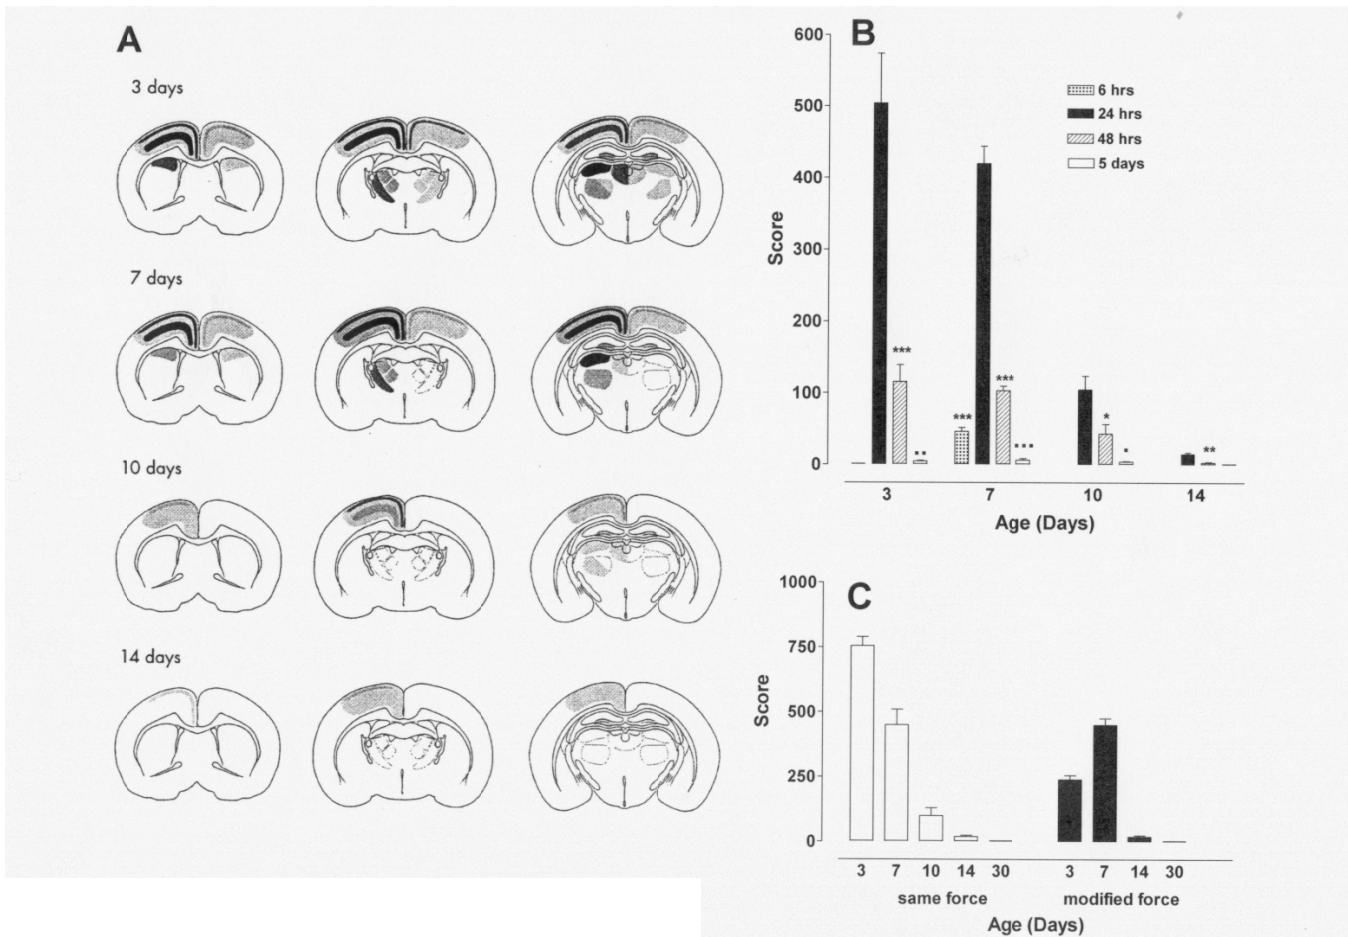 A
3 days
7 days
10 days
14 days
B
600
500
400
300
200
100
0
Score
6 hrs
24 hrs
48 hrs
5 days
***
***
***
*
**
3 7 10 14
Age (Days)
C
1000
750
500
250
0
Score
3 7 10 14 30 3 7 14 30
same force modified force
Age (Days)